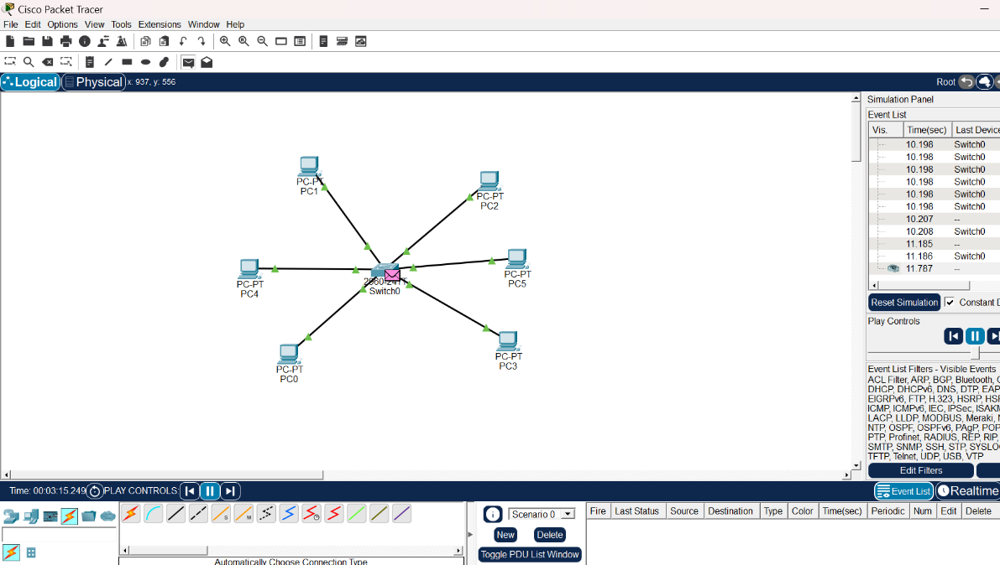 Cisco Packet Tracer
File Edit Options View Tools Extensions Window Help
Logical Physical x: 937, y: 556 Root
Simulation Panel
Event List
Vis. Time(sec) Last Device
10.198 Switch0
10.198 Switch0
10.198 Switch0
10.198 Switch0
10.198 Switch0
10.198 Switch0
10.207 --
10.208 Switch0
11.185 --
11.186 Switch0
11.787 --
PC-PT
PC1
PC-PT
PC2
PC-PT
PC4
2960-24TT
Switch0
PC-PT
PC5
PC-PT
PC0
PC-PT
PC3
Reset Simulation Constant D
Play Controls
Event List Filters - Visible Events
ACL Filter, ARP, BGP, Bluetooth,
DHCP, DHCPv6, DNS, DTP, EAP
EIGRPv6, FTP, H.323, HSRP, HSR
ICMP, ICMPv6, IEC, IPSec, ISAKM
LACP, LLDP, MODBUS, Meraki,
NTP, OSPF, OSPFv6, PAgP, POP
PTP, Profinet, RADIUS, REP, RIP,
SMTP, SNMP, SSH, STP, SYSLO
TFTP, Telnet, UDP, USB, VTP
Edit Filters
Time: 00:03:15.249 PLAY CONTROLS: Event List Realtime
Scenario 0
New Delete
Toggle PDU List Window
Fire Last Status Source Destination Type Color Time(sec) Periodic Num Edit Delete
Automatically Choose Connection Type